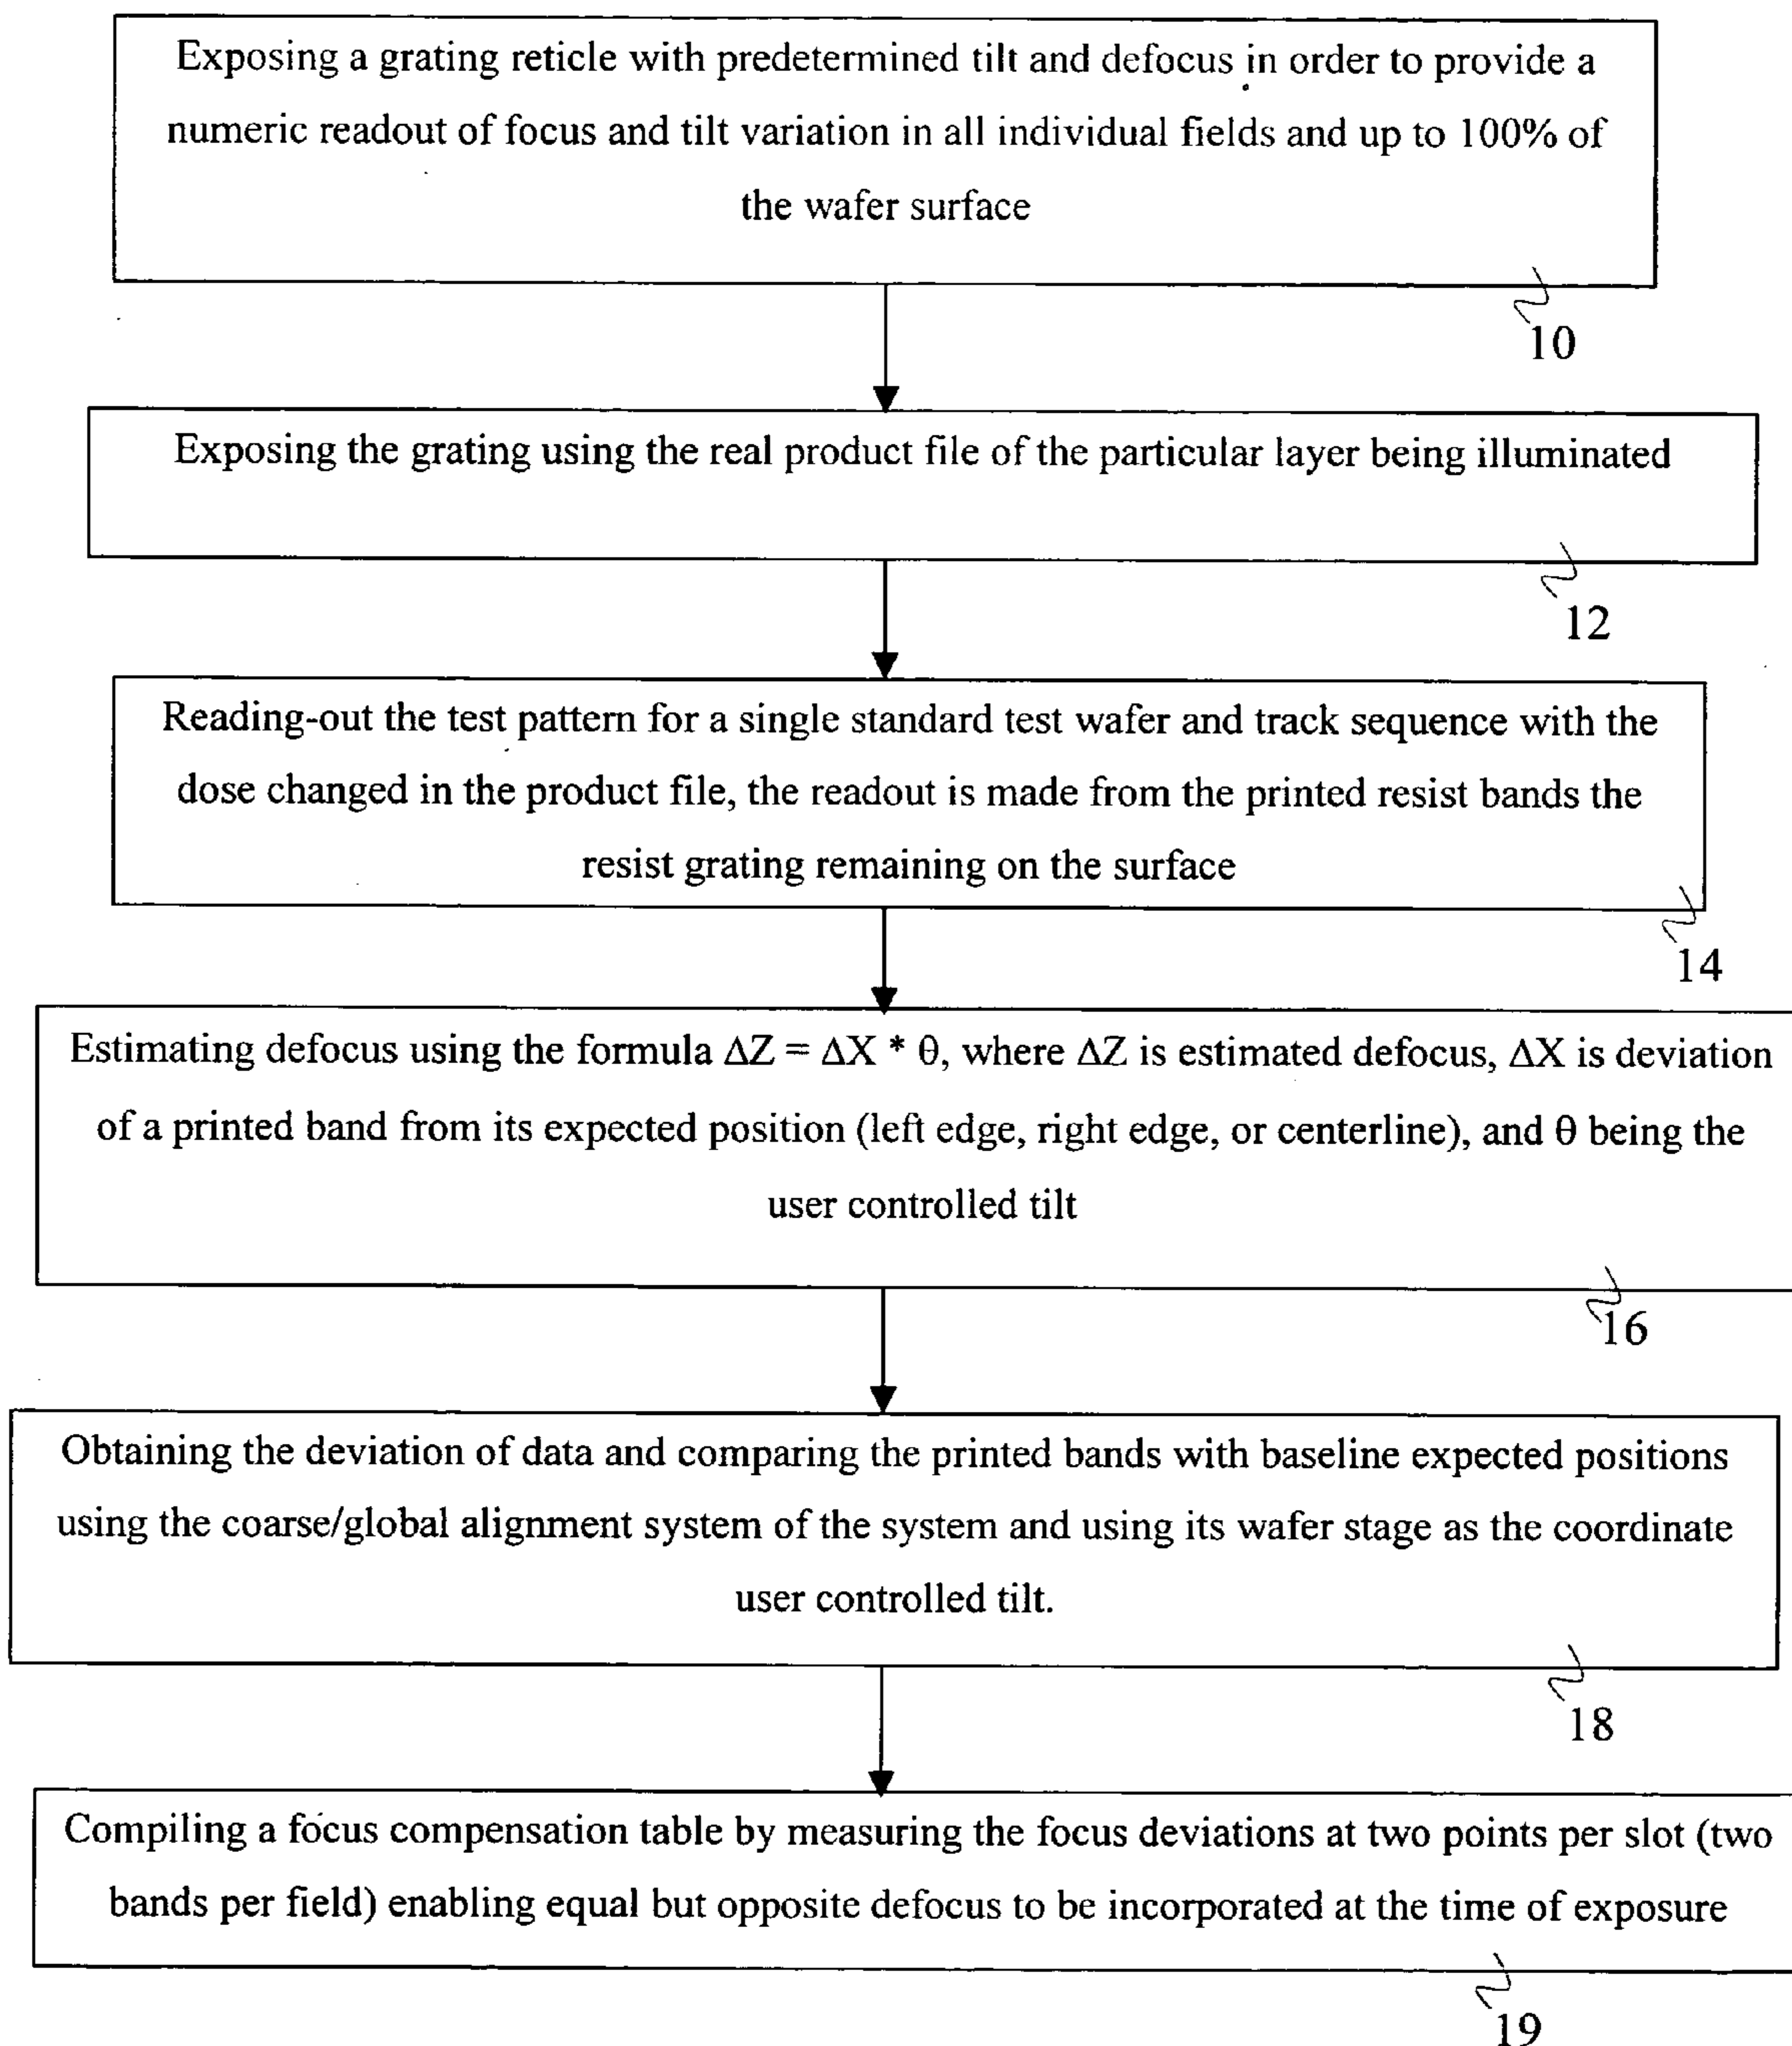 Exposing a grating reticle with predetermined tilt and defocus in order to provide a
numeric readout of focus and tilt variation in all individual fields and up to 100% of
the wafer surface
10
Exposing the grating using the real product file of the particular layer being illuminated
12
Reading-out the test pattern for a single standard test wafer and track sequence with the
dose changed in the product file, the readout is made from the printed resist bands the
resist grating remaining on the surface
14
Estimating defocus using the formula ΔZ = ΔX * θ, where ΔZ is estimated defocus, ΔX is deviation
of a printed band from its expected position (left edge, right edge, or centerline), and θ being the
user controlled tilt
16
Obtaining the deviation of data and comparing the printed bands with baseline expected positions
using the coarse/global alignment system of the system and using its wafer stage as the coordinate
user controlled tilt.
18
Compiling a focus compensation table by measuring the focus deviations at two points per slot (two
bands per field) enabling equal but opposite defocus to be incorporated at the time of exposure
19